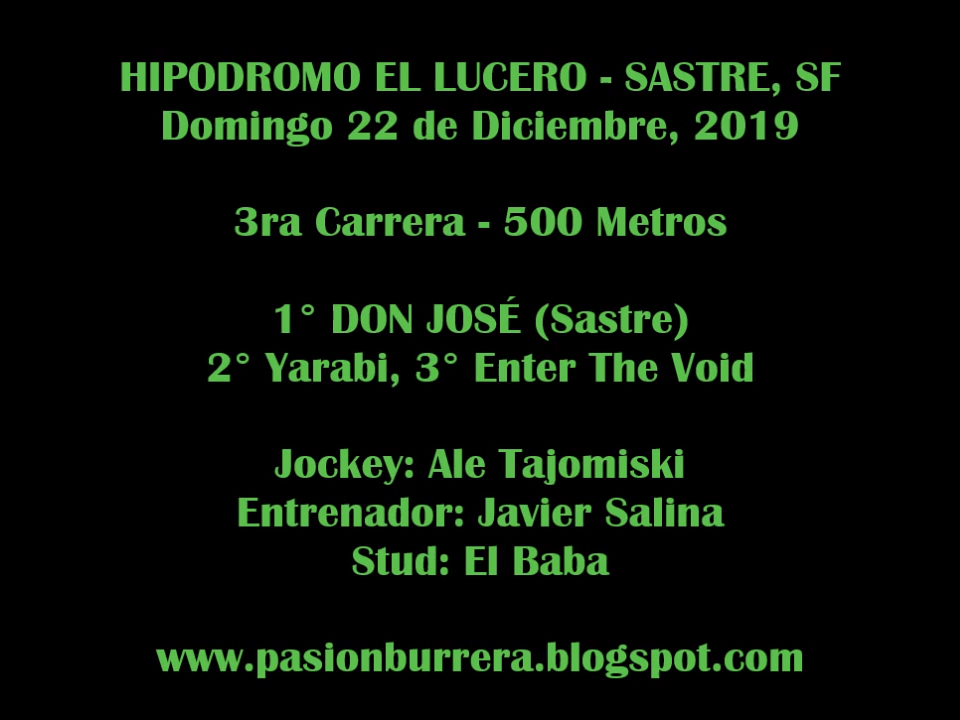 HIPODROMO EL LUCERO - SASTRE, SF
Domingo 22 de Diciembre, 2019
3ra Carrera - 500 Metros
1° DON JOSÉ (Sastre)
2° Yarabi, 3° Enter The Void
Jockey: Ale Tajomiski
Entrenador: Javier Salina
Stud: El Baba
www.pasionburrera.blogspot.com